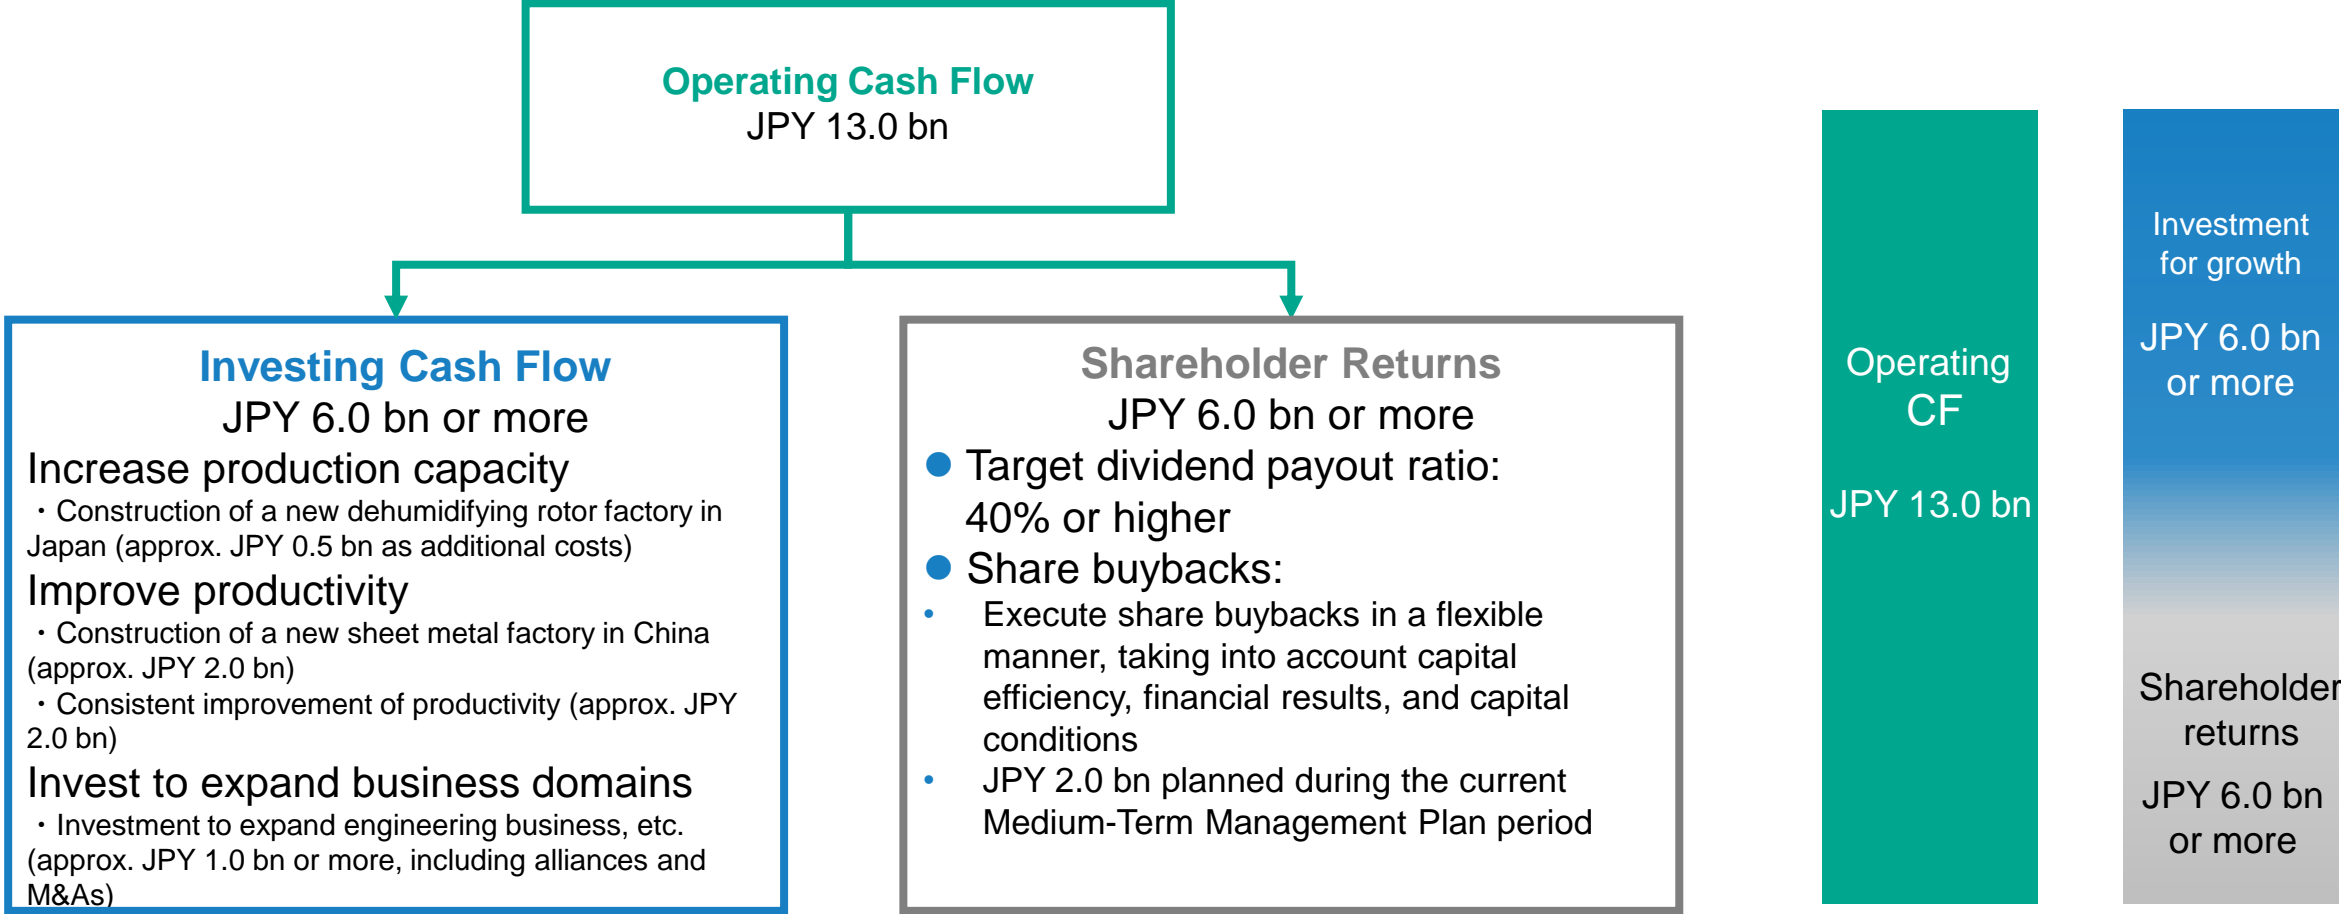 Operating Cash Flow
JPY 13.0 bn
Investing Cash Flow
JPY 6.0 bn or more
Increase production capacity
・Construction of a new dehumidifying rotor factory in
Japan (approx. JPY 0.5 bn as additional costs)
Improve productivity
・Construction of a new sheet metal factory in China
(approx. JPY 2.0 bn)
・Consistent improvement of productivity (approx. JPY
2.0 bn)
Invest to expand business domains
・Investment to expand engineering business, etc.
(approx. JPY 1.0 bn or more, including alliances and
M&As)
Shareholder Returns
JPY 6.0 bn or more
● Target dividend payout ratio:
40% or higher
● Share buybacks:
• Execute share buybacks in a flexible
manner, taking into account capital
efficiency, financial results, and capital
conditions
• JPY 2.0 bn planned during the current
Medium-Term Management Plan period
Operating
CF
JPY 13.0 bn
Investment
for growth
JPY 6.0 bn
or more
Shareholder
returns
JPY 6.0 bn
or more